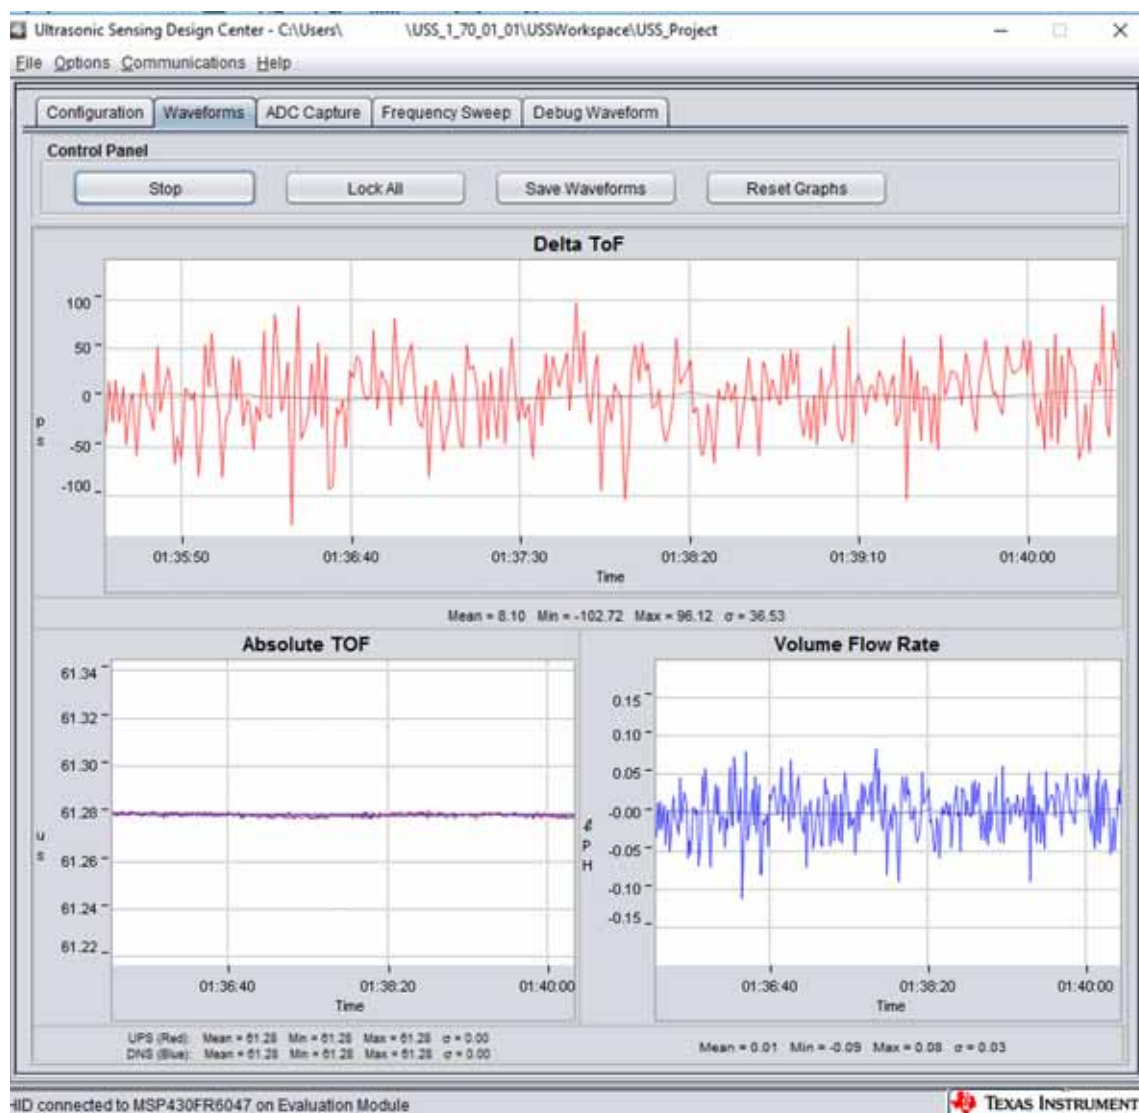 Ultrasonic Sensing Design Center - C:\Users\ \USS_1_70_01_01\USSWorkspace\USS_Project
File Options Communications Help
Configuration Waveforms ADC Capture Frequency Sweep Debug Waveform
Control Panel
Stop Lock All Save Waveforms Reset Graphs
Delta ToF
100
50
0
-50
-100
ps
01:35:50 01:36:40 01:37:30 01:38:20 01:39:10 01:40:00
Time
Mean = 8.10 Min = -102.72 Max = 96.12 σ = 36.53
Absolute TOF
61.34
61.32
61.30
61.28
61.26
61.24
61.22
us
01:36:40 01:38:20 01:40:00
Time
UPS (Red): Mean = 61.28 Min = 61.28 Max = 61.28 σ = 0.00
DNS (Blue): Mean = 61.28 Min = 61.28 Max = 61.28 σ = 0.00
Volume Flow Rate
0.15
0.10
0.05
-0.00
-0.05
-0.10
-0.15
ℓPH
01:36:40 01:38:20 01:40:00
Time
Mean = 0.01 Min = -0.09 Max = 0.08 σ = 0.03
HID connected to MSP430FR6047 on Evaluation Module
TEXAS INSTRUMENT